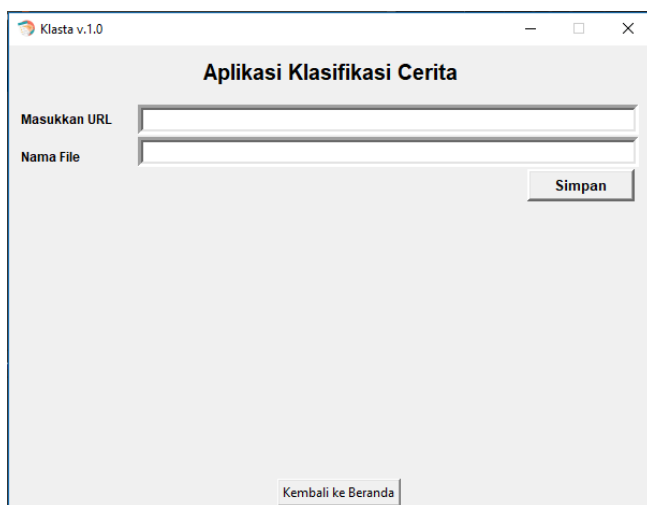 Klasta v.1.0
Aplikasi Klasifikasi Cerita
Masukkan URL
Nama File
Simpan
Kembali ke Beranda